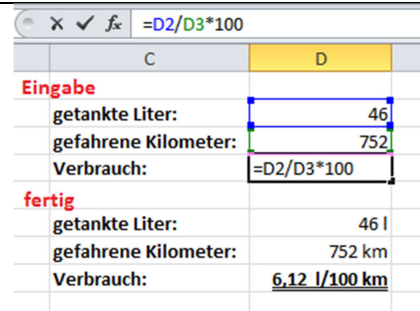 =D2/D3*100
C D
Eingabe
getankte Liter: 46
gefahrene Kilometer: 752
Verbrauch: =D2/D3*100
fertig
getankte Liter: 46 l
gefahrene Kilometer: 752 km
Verbrauch: 6,12 l/100 km